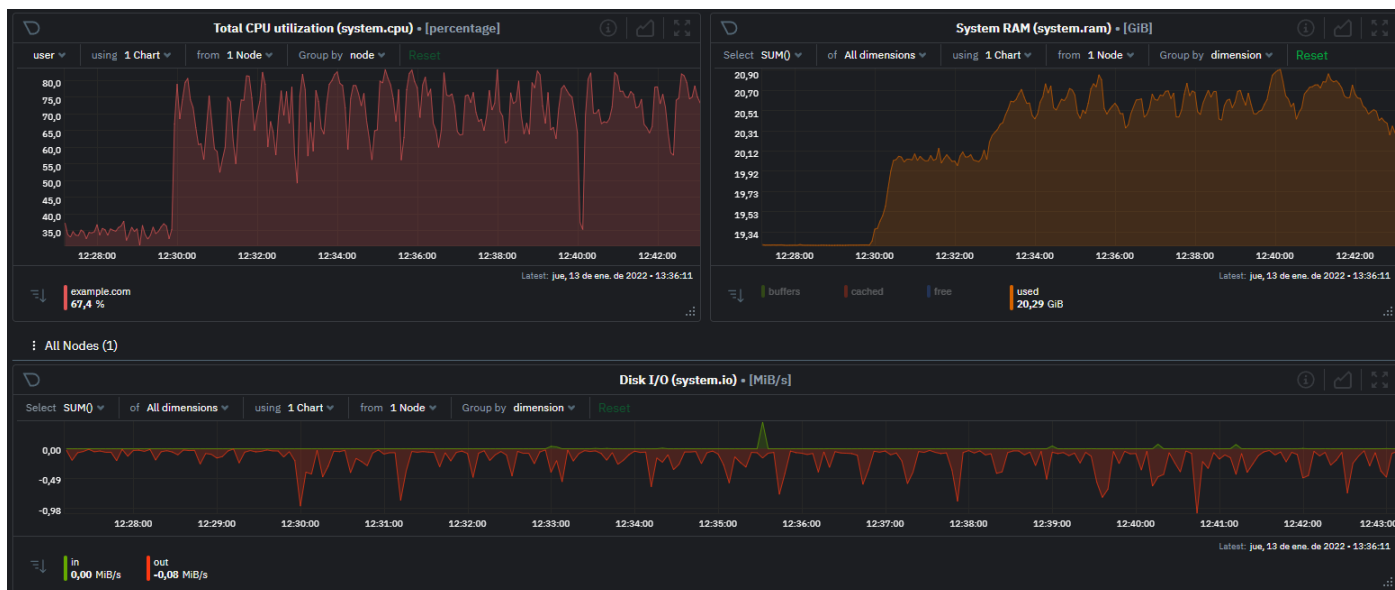 Total CPU utilization (system.cpu) • [percentage]
user using 1 Chart from 1 Node Group by node Reset
80,0
75,0
70,0
65,0
60,0
55,0
50,0
45,0
40,0
35,0
12:28:00 12:30:00 12:32:00 12:34:00 12:36:00 12:38:00 12:40:00 12:42:00
Latest: jue, 13 de ene. de 2022 • 13:36:11
example.com
67,4 %
System RAM (system.ram) • [GiB]
Select SUM() of All dimensions using 1 Chart from 1 Node Group by dimension Reset
20,90
20,70
20,51
20,31
20,12
19,92
19,73
19,53
19,34
12:28:00 12:30:00 12:32:00 12:34:00 12:36:00 12:38:00 12:40:00 12:42:00
Latest: jue, 13 de ene. de 2022 • 13:36:11
buffers cached free used
20,29 GiB
All Nodes (1)
Disk I/O (system.io) • [MiB/s]
Select SUM() of All dimensions using 1 Chart from 1 Node Group by dimension Reset
0,00
-0,49
-0,98
12:28:00 12:29:00 12:30:00 12:31:00 12:32:00 12:33:00 12:34:00 12:35:00 12:36:00 12:37:00 12:38:00 12:39:00 12:40:00 12:41:00 12:42:00 12:43:00
Latest: jue, 13 de ene. de 2022 • 13:36:11
in out
0,00 MiB/s -0,08 MiB/s